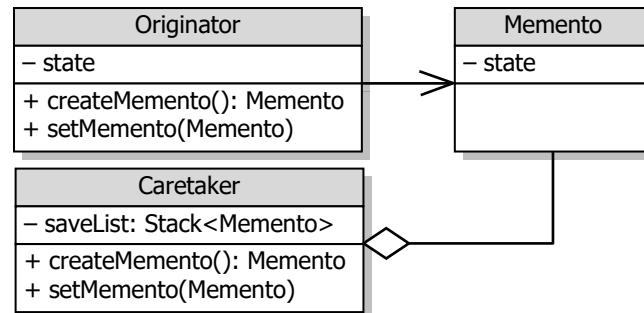 Originator
– state
+ createMemento(): Memento
+ setMemento(Memento)
Memento
– state
Caretaker
– saveList: Stack<Memento>
+ createMemento(): Memento
+ setMemento(Memento)